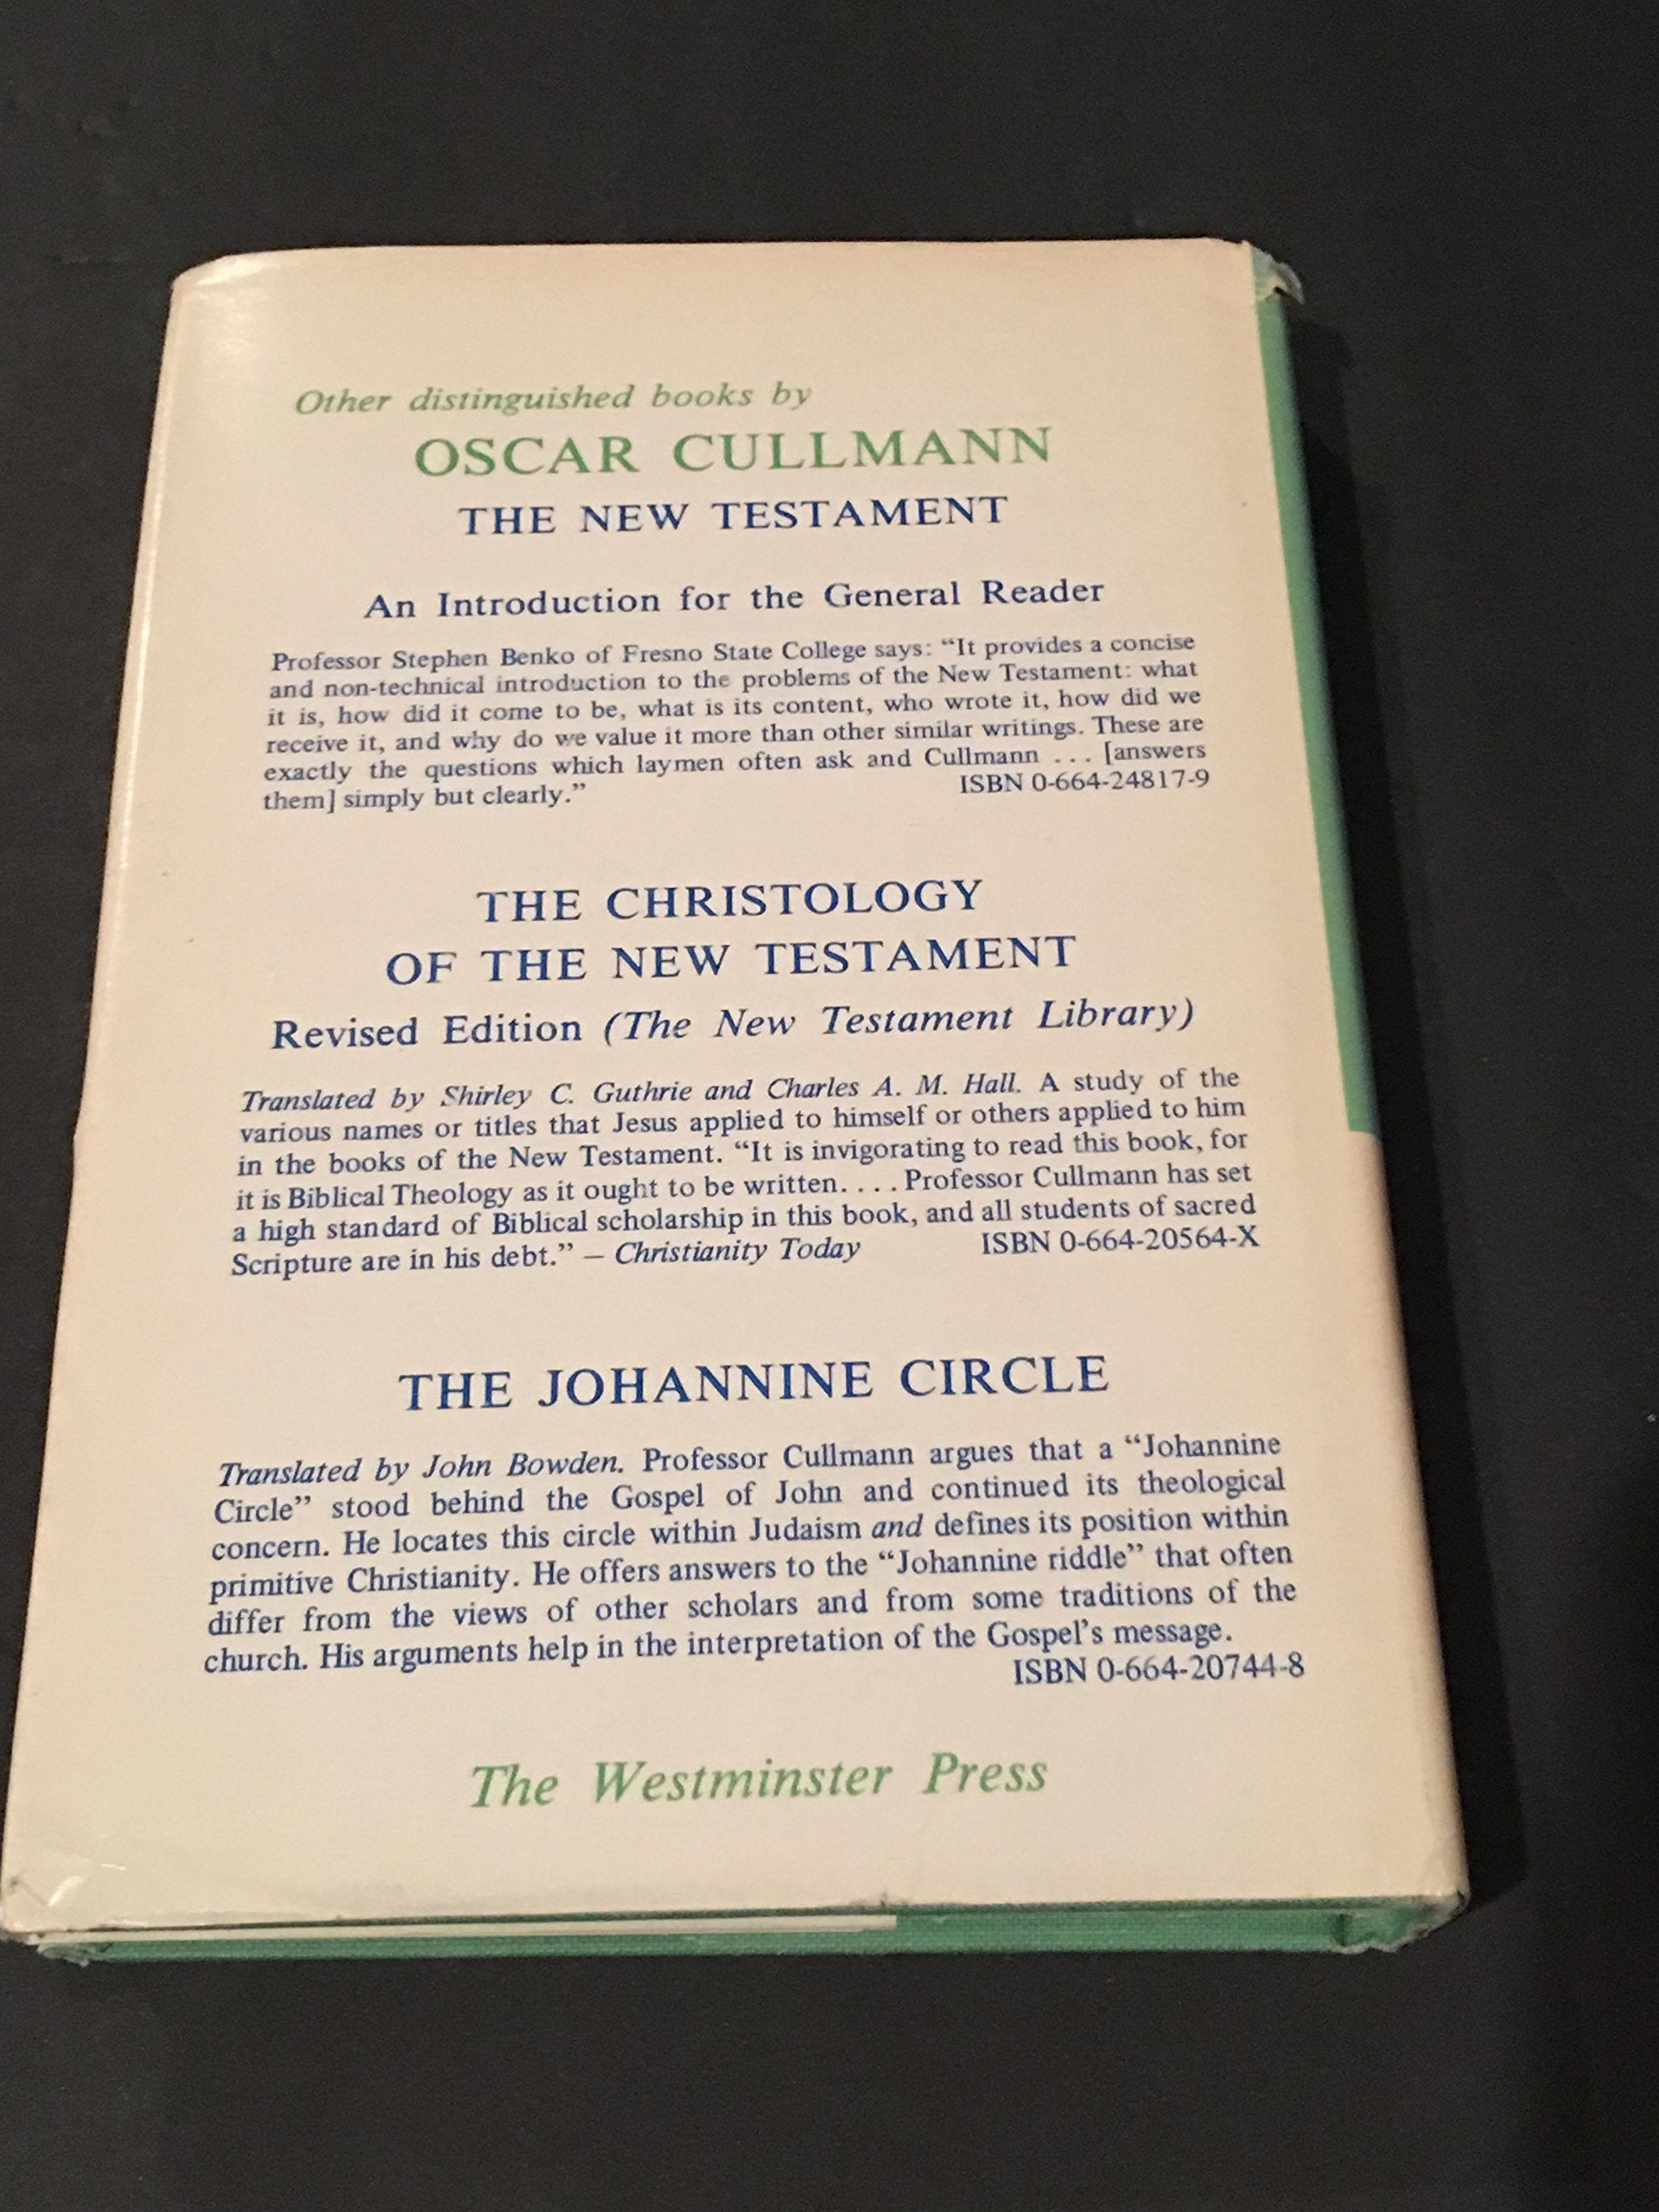 Other distinguished books by
OSCAR CULLMANN
THE NEW TESTAMENT
An Introduction for the General Reader
Professor Stephen Benko of Fresno State College says: “It provides a concise
and non-technical introduction to the problems of the New Testament: what
it is, how did it come to be, what is its content, who wrote it, how did we
receive it, and why do we value it more than other similar writings. These are
exactly the questions which laymen often ask and Cullmann ... [answers
them] simply but clearly.” ISBN 0-664-24817-9
THE CHRISTOLOGY
OF THE NEW TESTAMENT
Revised Edition (The New Testament Library)
Translated by Shirley C. Guthrie and Charles A. M. Hall. A study of the
various names or titles that Jesus applied to himself or others applied to him
in the books of the New Testament. “It is invigorating to read this book, for
it is Biblical Theology as it ought to be written. . . . Professor Cullmann has set
a high standard of Biblical scholarship in this book, and all students of sacred
Scripture are in his debt.” – Christianity Today ISBN 0-664-20564-X
THE JOHANNINE CIRCLE
Translated by John Bowden. Professor Cullmann argues that a “Johannine
Circle” stood behind the Gospel of John and continued its theological
concern. He locates this circle within Judaism and defines its position within
primitive Christianity. He offers answers to the “Johannine riddle” that often
differ from the views of other scholars and from some traditions of the
church. His arguments help in the interpretation of the Gospel’s message.
ISBN 0-664-20744-8
The Westminster Press